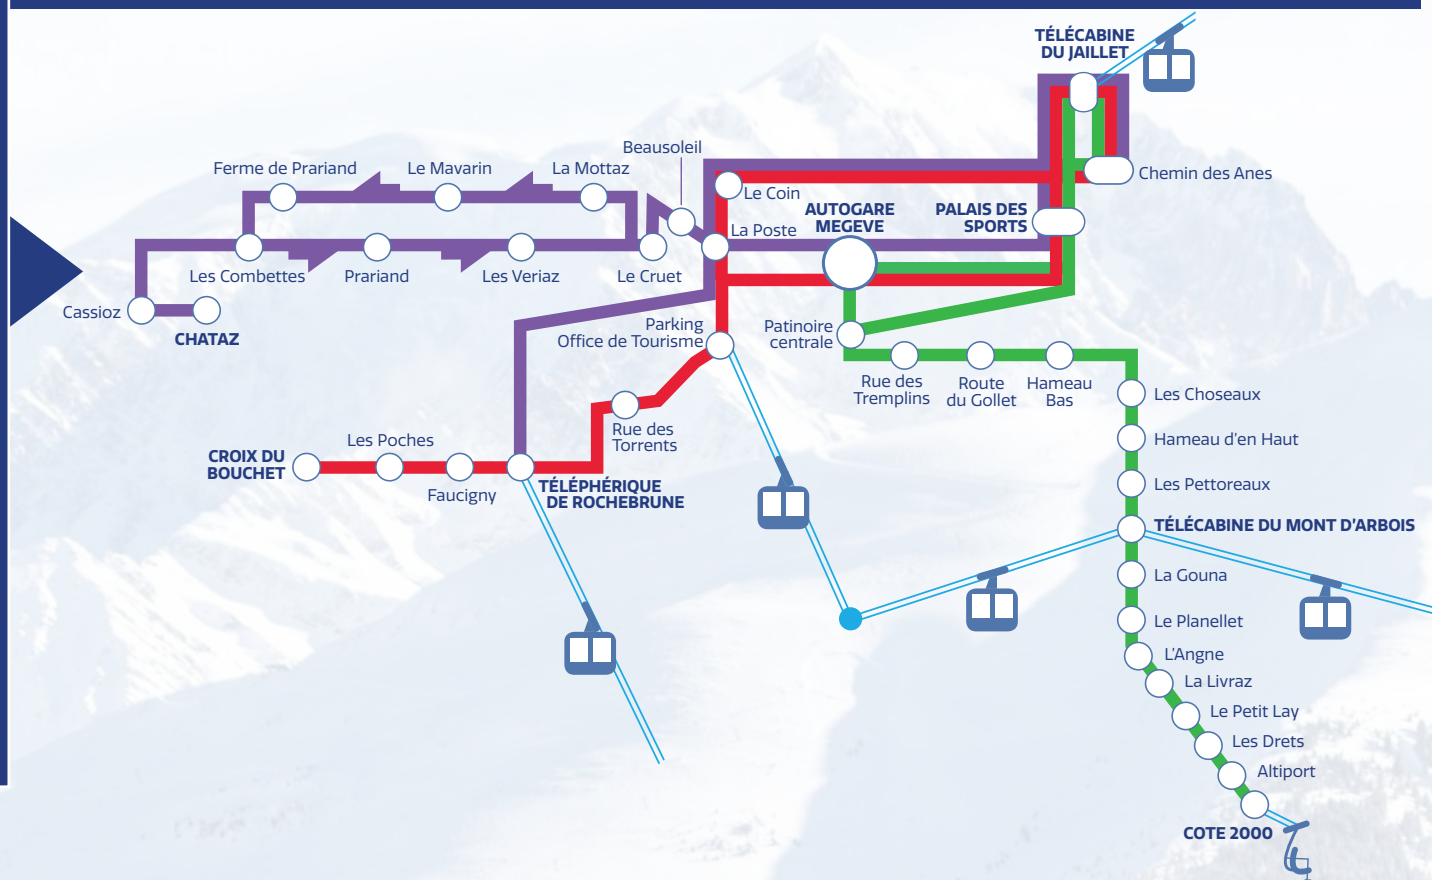 TÉLÉCABINE
DU JAILLET
Beausoleil
Ferme de Prariand
Le Mavarin
La Mottaz
Chemin des Anes
Le Coin
AUTOGARE
MEGEVE
PALAIS DES
SPORTS
La Poste
Les Combettes
Prariand
Les Veriaz
Le Cruet
Cassioz
CHATAZ
Parking
Office de Tourisme
Patinoire
centrale
Rue des
Tremplins
Route
du Gollet
Hameau
Bas
Les Choseaux
Rue des
Torrents
Les Poches
Hameau d'en Haut
CROIX DU
BOUCHET
Faucigny
TÉLÉPHÉRIQUE
DE ROCHEBRUNE
Les Pettoreaux
TÉLÉCABINE DU MONT D'ARBOIS
La Gouna
Le Planellet
L'Angne
La Livraz
Le Petit Lay
Les Drets
Altiport
COTE 2000